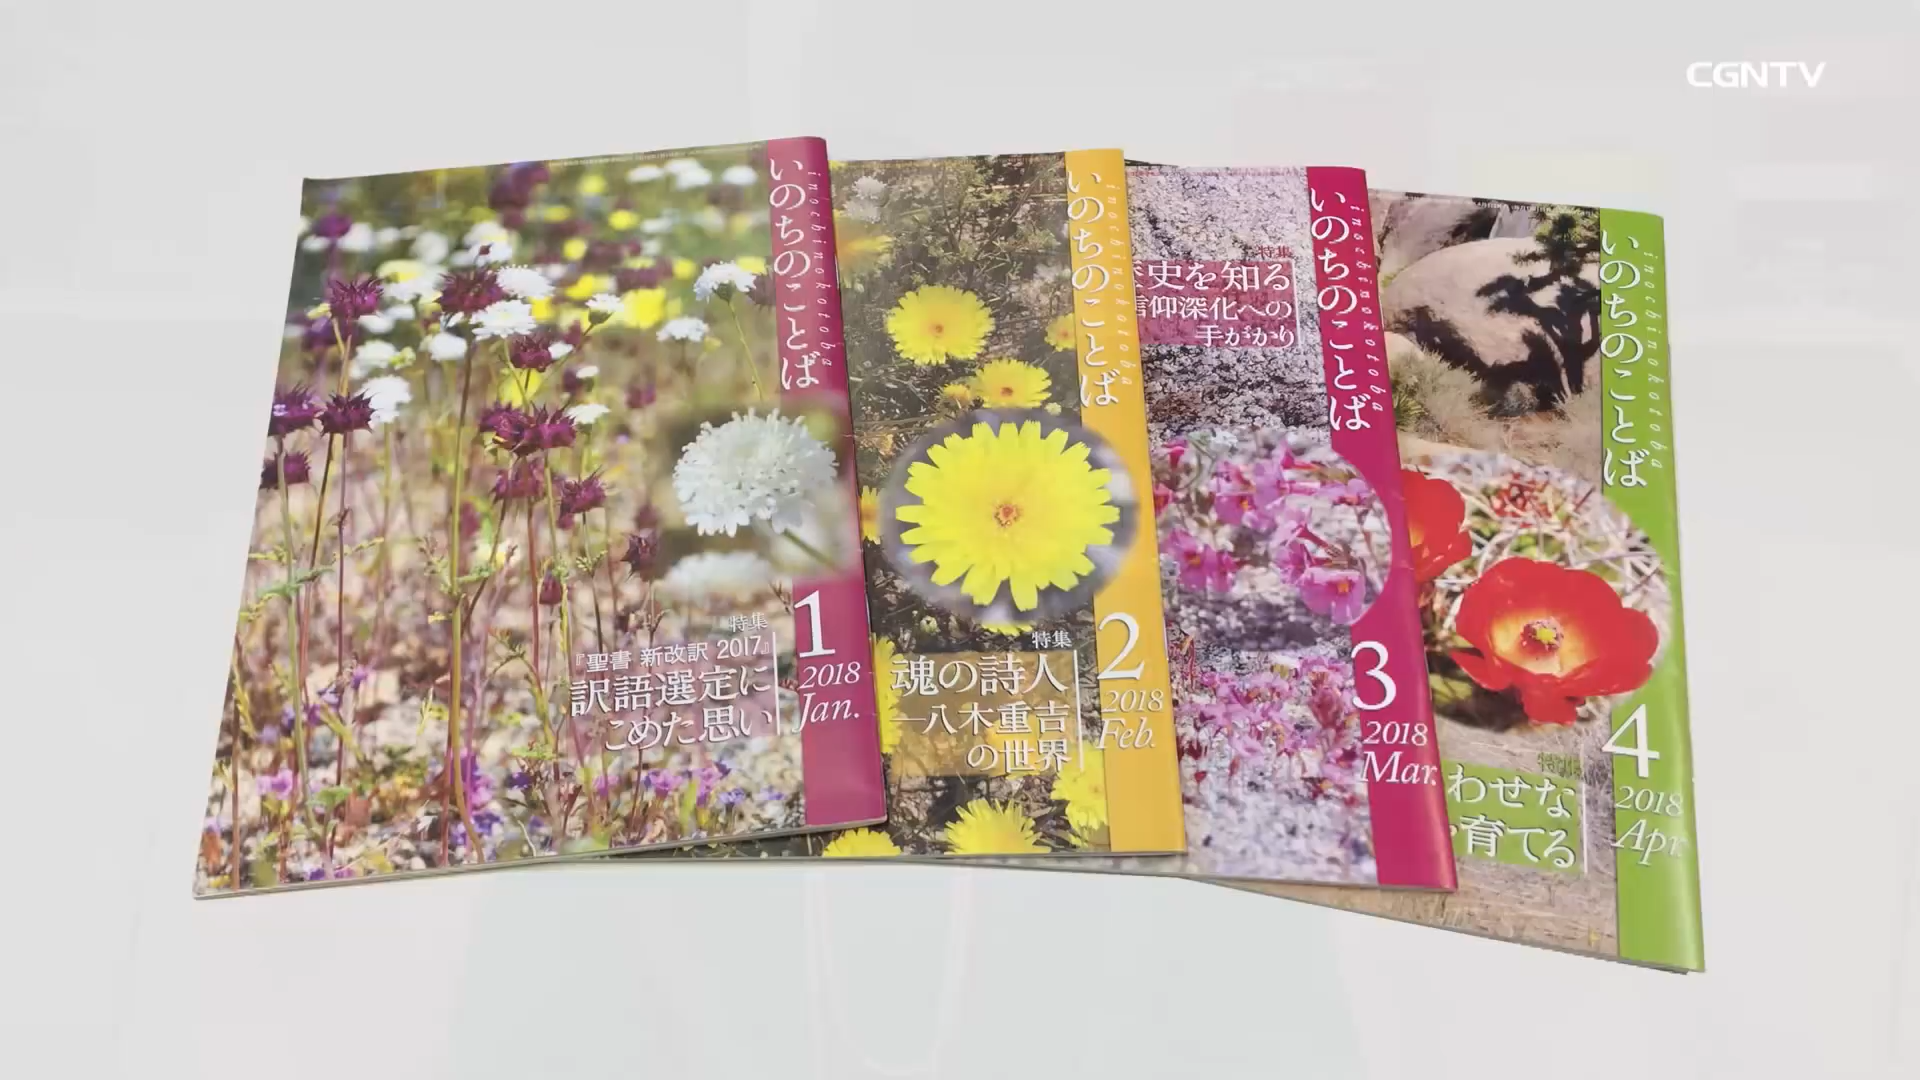 CGNTV
いのちのことば
inochinokotoba
特集
『聖書 新改訳 2017』
訳語選定に
こめた思い
1
2018
Jan.
いのちのことば
inochinokotoba
特集
魂の詩人
―八木重吉
の世界
2
2018
Feb.
いのちのことば
inochinokotoba
特集
史を知る
信仰深化への
手がかり
3
2018
Mar.
いのちのことば
inochinokotoba
特集
わせな
育てる
4
2018
Apr.